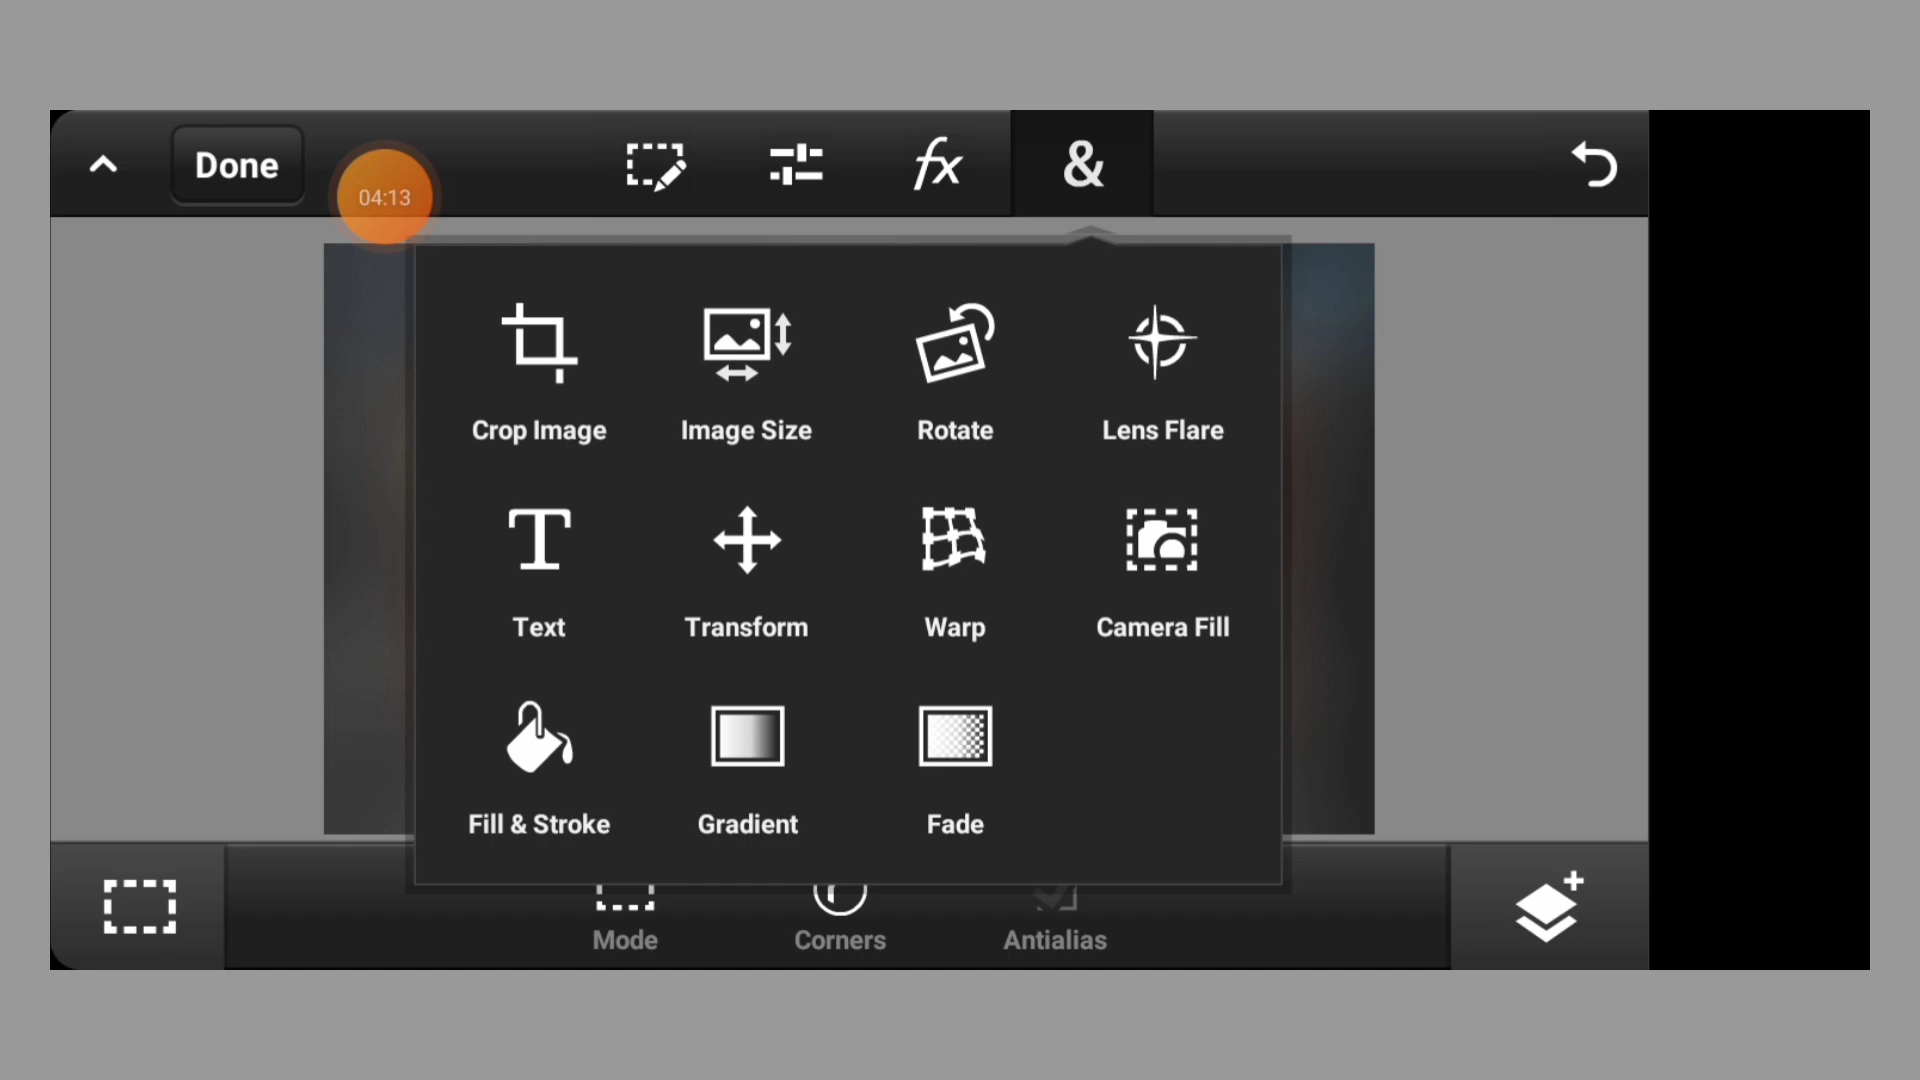 Done
04:13
fx
&
Crop Image
Image Size
Rotate
Lens Flare
Text
Transform
Warp
Camera Fill
Fill & Stroke
Gradient
Fade
Mode
Corners
Antialias